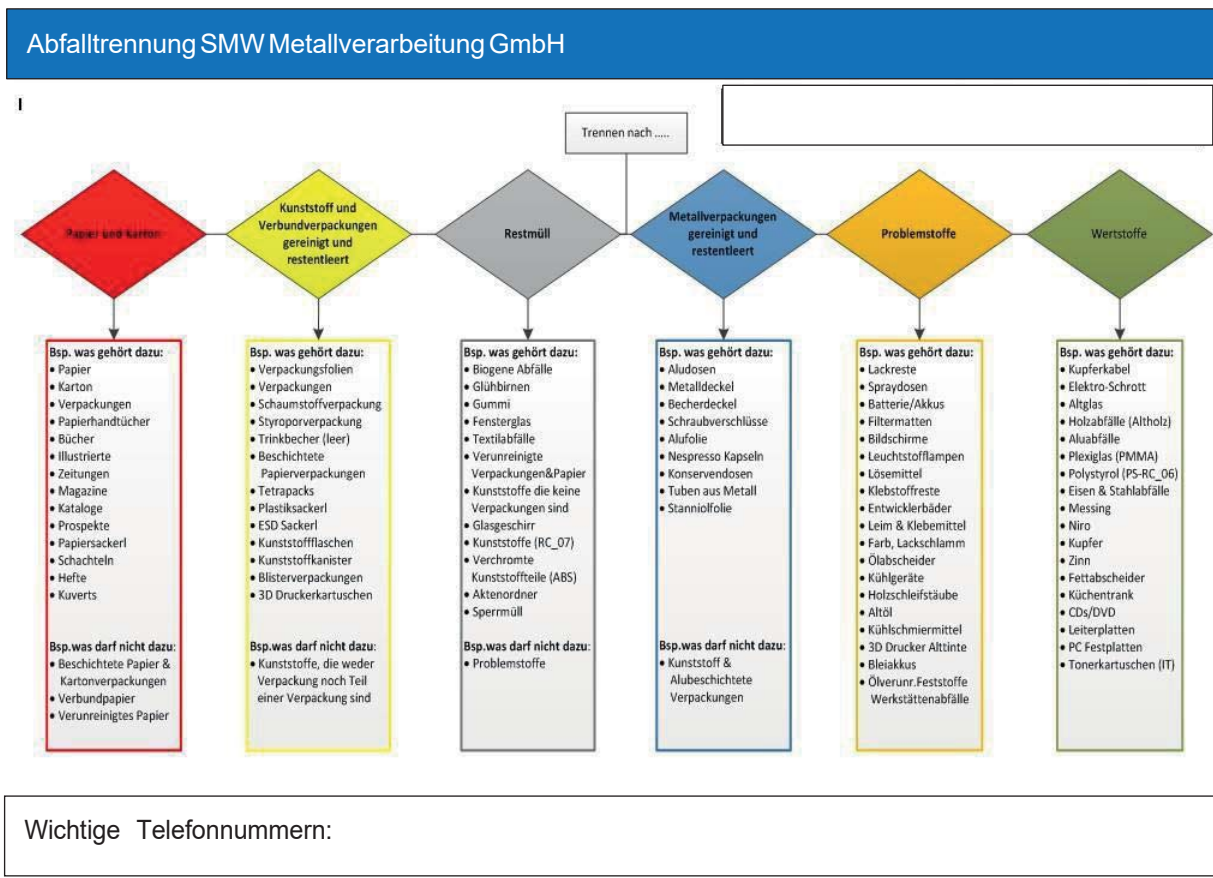 Abfalltrennung SMW Metallverarbeitung GmbH
Trennen nach .....
Papier und Karton
Kunststoff und
Verbundverpackungen
gereinigt und
restentleert
Restmüll
Metallverpackungen
gereinigt und
restentleert
Problemstoffe
Wertstoffe
Bsp. was gehört dazu:
• Papier
• Karton
• Verpackungen
• Papierhandtücher
• Bücher
• Illustrierte
• Zeitungen
• Magazine
• Kataloge
• Prospekte
• Papiersackerl
• Schachteln
• Hefte
• Kuverts
Bsp.was darf nicht dazu:
• Beschichtete Papier &
Kartonverpackungen
• Verbundpapier
• Verunreinigtes Papier
Bsp. was gehört dazu:
• Verpackungsfolien
• Verpackungen
• Schaumstoffverpackung
• Styroporverpackung
• Trinkbecher (leer)
• Beschichtete
Papierverpackungen
• Tetrapacks
• Plastiksackerl
• ESD Sackerl
• Kunststoffflaschen
• Kunststoffkanister
• Blisterverpackungen
• 3D Druckerkartuschen
Bsp.was darf nicht dazu:
• Kunststoffe, die weder
Verpackung noch Teil
einer Verpackung sind
Bsp. was gehört dazu:
• Biogene Abfälle
• Glühbirnen
• Gummi
• Fensterglas
• Textilabfälle
• Verunreinigte
Verpackungen&Papier
• Kunststoffe die keine
Verpackungen sind
• Glasgeschirr
• Kunststoffe (RC_07)
• Verchromte
Kunststoffteile (ABS)
• Aktenordner
• Sperrmüll
Bsp.was darf nicht dazu:
• Problemstoffe
Bsp. was gehört dazu:
• Aludosen
• Metalldeckel
• Becherdeckel
• Schraubverschlüsse
• Alufolie
• Nespresso Kapseln
• Konservendosen
• Tuben aus Metall
• Stanniolfolie
Bsp.was darf nicht dazu:
• Kunststoff &
Alubeschichtete
Verpackungen
Bsp. was gehört dazu:
• Lackreste
• Spraydosen
• Batterie/Akkus
• Filtermatten
• Bildschirme
• Leuchtstofflampen
• Lösemittel
• Klebstoffreste
• Entwicklerbäder
• Leim & Klebemittel
• Farb, Lackschlamm
• Ölabscheider
• Kühlgeräte
• Holzschleifstäube
• Altöl
• Kühlschmiermittel
• 3D Drucker Alttinte
• Bleiakkus
• Ölverunr.Feststoffe
Werkstättenabfälle
Bsp. was gehört dazu:
• Kupferkabel
• Elektro-Schrott
• Altglas
• Holzabfälle (Altholz)
• Aluabfälle
• Plexiglas (PMMA)
• Polystyrol (PS-RC_06)
• Eisen & Stahlabfälle
• Messing
• Niro
• Kupfer
• Zinn
• Fettabscheider
• Küchentrank
• CDs/DVD
• Leiterplatten
• PC Festplatten
• Tonerkartuschen (IT)
Wichtige Telefonnummern: